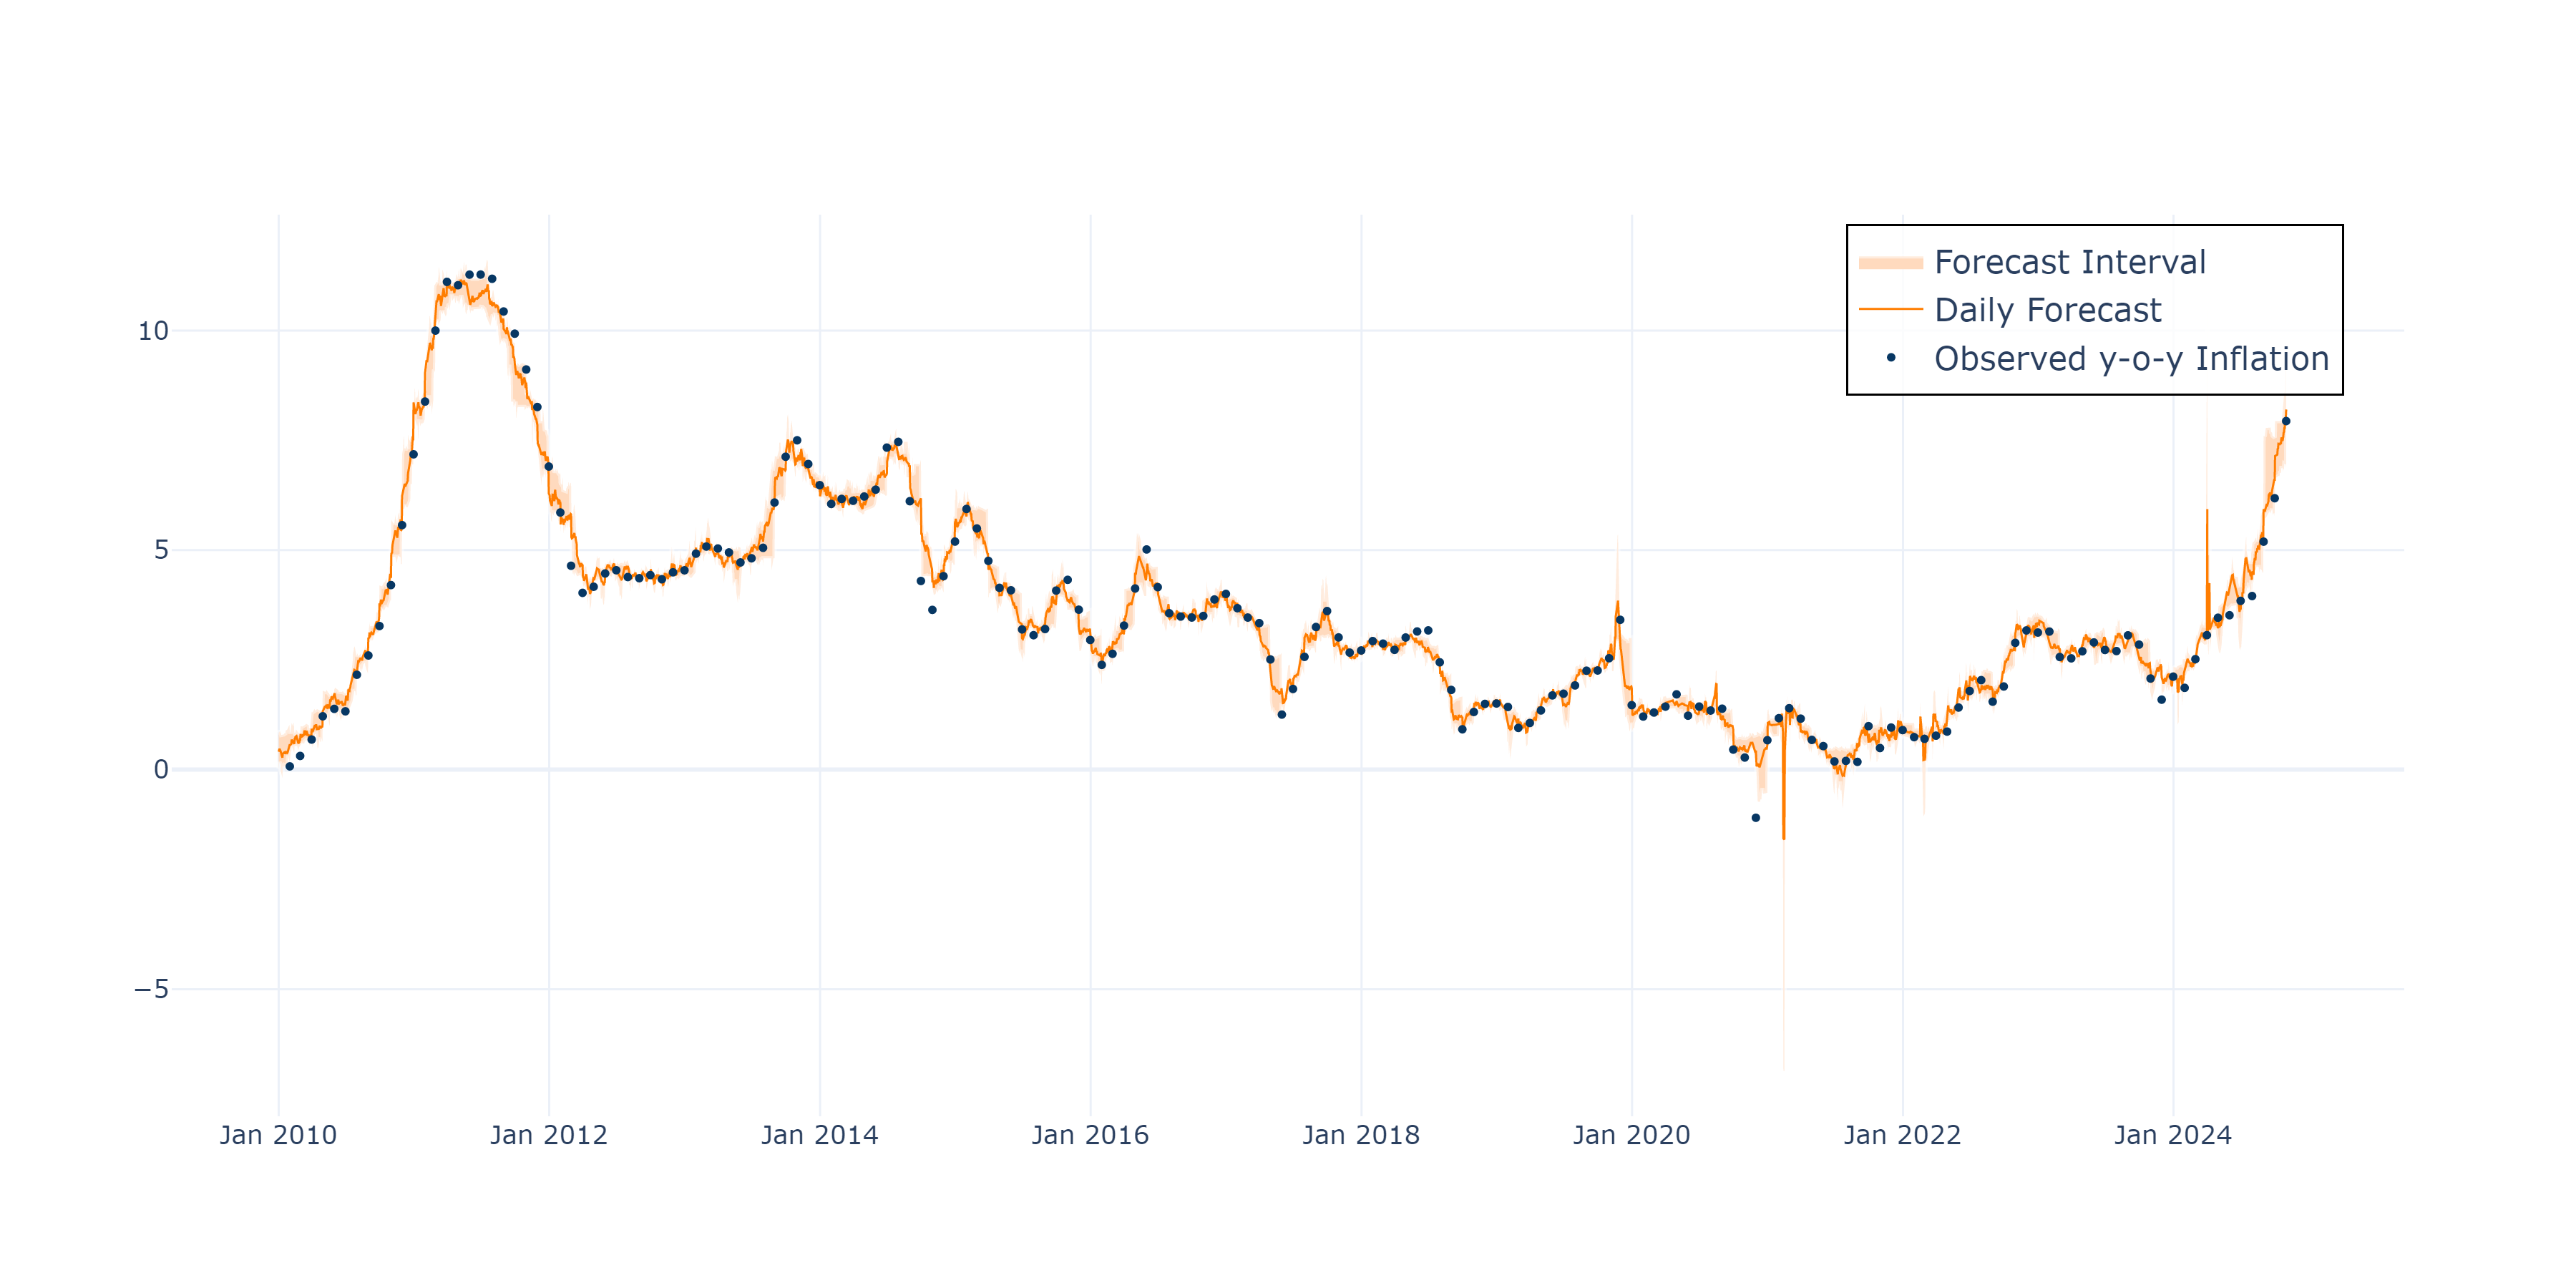 Forecast Interval
Daily Forecast
Observed y-o-y Inflation
10
5
0
−5
Jan 2010
Jan 2012
Jan 2014
Jan 2016
Jan 2018
Jan 2020
Jan 2022
Jan 2024